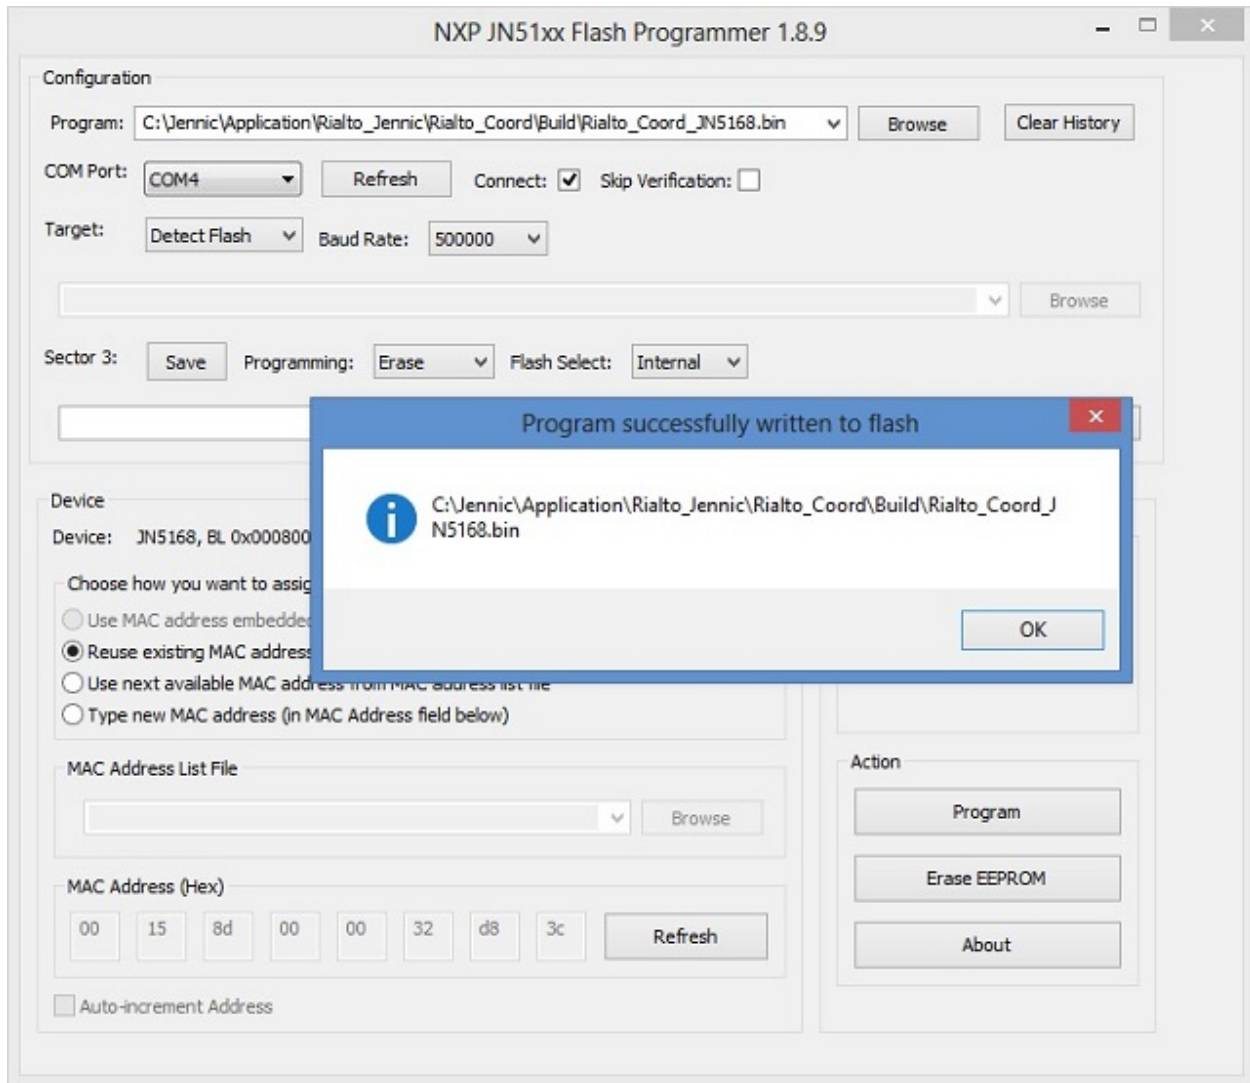 NXP JN51xx Flash Programmer 1.8.9
Configuration
Program: C:\Jennic\Application\Rialto_Jennic\Rialto_Coord\Build\Rialto_Coord_JN5168.bin Browse Clear History
COM Port: COM4 Refresh Connect: Skip Verification:
Target: Detect Flash Baud Rate: 500000
Browse
Sector 3: Save Programming: Erase Flash Select: Internal
Program successfully written to flash
C:\Jennic\Application\Rialto_Jennic\Rialto_Coord\Build\Rialto_Coord_J
N5168.bin
OK
Device
Device: JN5168, BL 0x000800
Choose how you want to assig
Use MAC address embedded
Reuse existing MAC address
Use next available MAC address from MAC address list file
Type new MAC address (in MAC Address field below)
MAC Address List File
Browse
MAC Address (Hex)
00 15 8d 00 00 32 d8 3c Refresh
Auto-increment Address
Action
Program
Erase EEPROM
About